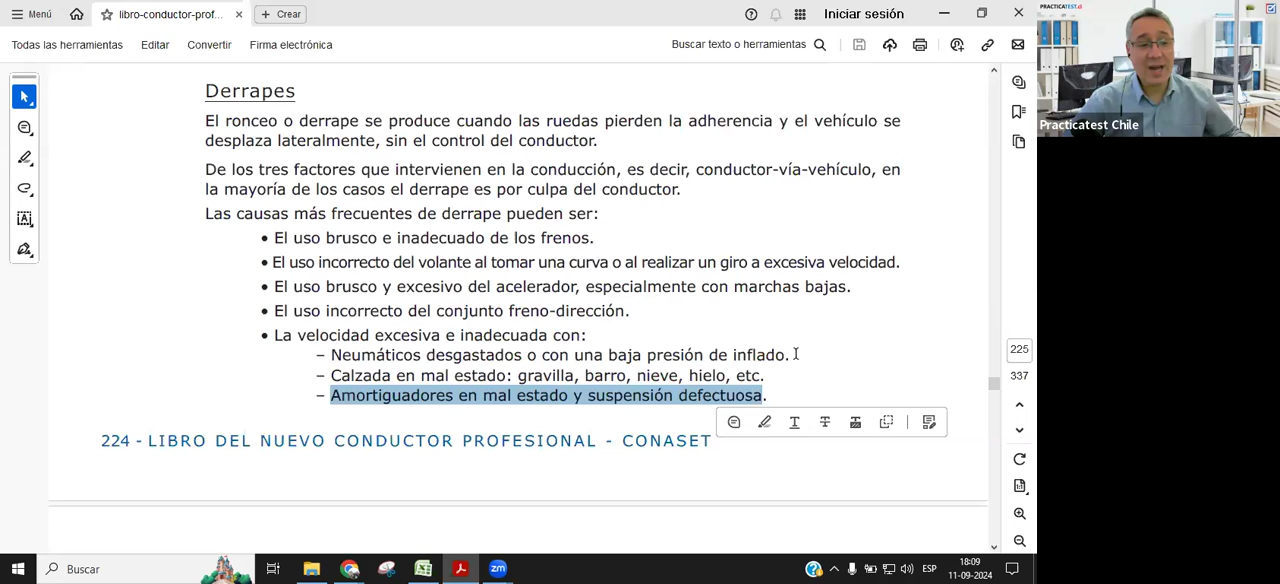 Menú
libro-conductor-prof...
Crear
Iniciar sesión
PRACTICATEST.cl
Todas las herramientas
Editar
Convertir
Firma electrónica
Buscar texto o herramientas
Practicatest Chile
Derrapes
El ronceo o derrape se produce cuando las ruedas pierden la adherencia y el vehículo se
desplaza lateralmente, sin el control del conductor.
De los tres factores que intervienen en la conducción, es decir, conductor-vía-vehículo, en
la mayoría de los casos el derrape es por culpa del conductor.
Las causas más frecuentes de derrape pueden ser:
• El uso brusco e inadecuado de los frenos.
• El uso incorrecto del volante al tomar una curva o al realizar un giro a excesiva velocidad.
• El uso brusco y excesivo del acelerador, especialmente con marchas bajas.
• El uso incorrecto del conjunto freno-dirección.
• La velocidad excesiva e inadecuada con:
– Neumáticos desgastados o con una baja presión de inflado.
– Calzada en mal estado: gravilla, barro, nieve, hielo, etc.
– Amortiguadores en mal estado y suspensión defectuosa.
225
337
224 - LIBRO DEL NUEVO CONDUCTOR PROFESIONAL - CONASET
Buscar
zm
ESP
18:09
11-09-2024